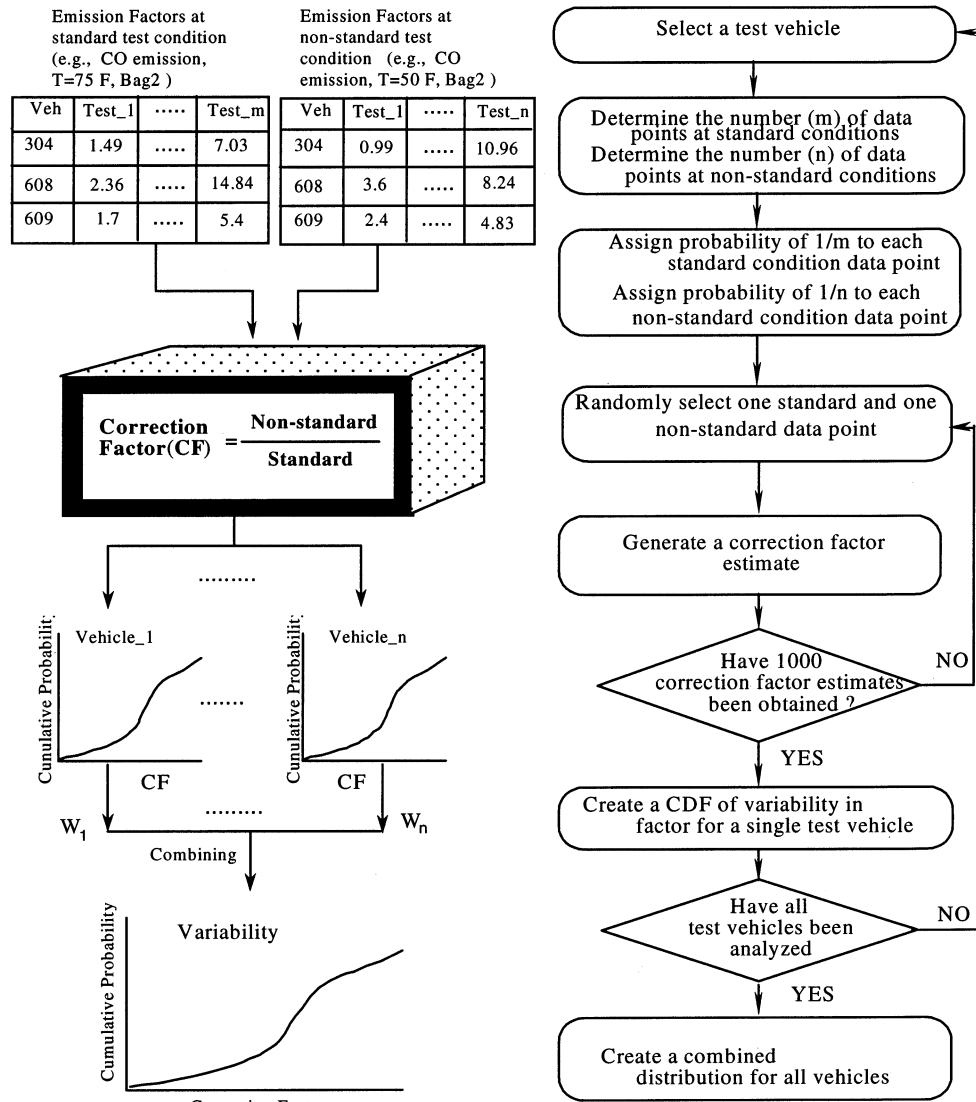 Emission Factors at
standard test condition
(e.g., CO emission,
T=75 F, Bag2 )
Veh Test_1 ..... Test_m
304 1.49 ..... 7.03
608 2.36 ..... 14.84
609 1.7 ..... 5.4
Emission Factors at
non-standard test
condition (e.g., CO
emission, T=50 F, Bag2 )
Veh Test_1 ..... Test_n
304 0.99 ..... 10.96
608 3.6 ..... 8.24
609 2.4 ..... 4.83
Correction
Factor(CF) = Non-standard
Standard
.........
Vehicle_1
Cumulative Probability
CF
.......
Vehicle_n
Cumulative Probability
CF
W1
.........
Wn
Combining
Variability
Cumulative Probability
Select a test vehicle
Determine the number (m) of data
points at standard conditions
Determine the number (n) of data
points at non-standard conditions
Assign probability of 1/m to each
standard condition data point
Assign probability of 1/n to each
non-standard condition data point
Randomly select one standard and one
non-standard data point
Generate a correction factor
estimate
Have 1000
correction factor estimates
been obtained ?
NO
YES
Create a CDF of variability in
factor for a single test vehicle
Have all
test vehicles been
analyzed
NO
YES
Create a combined
distribution for all vehicles